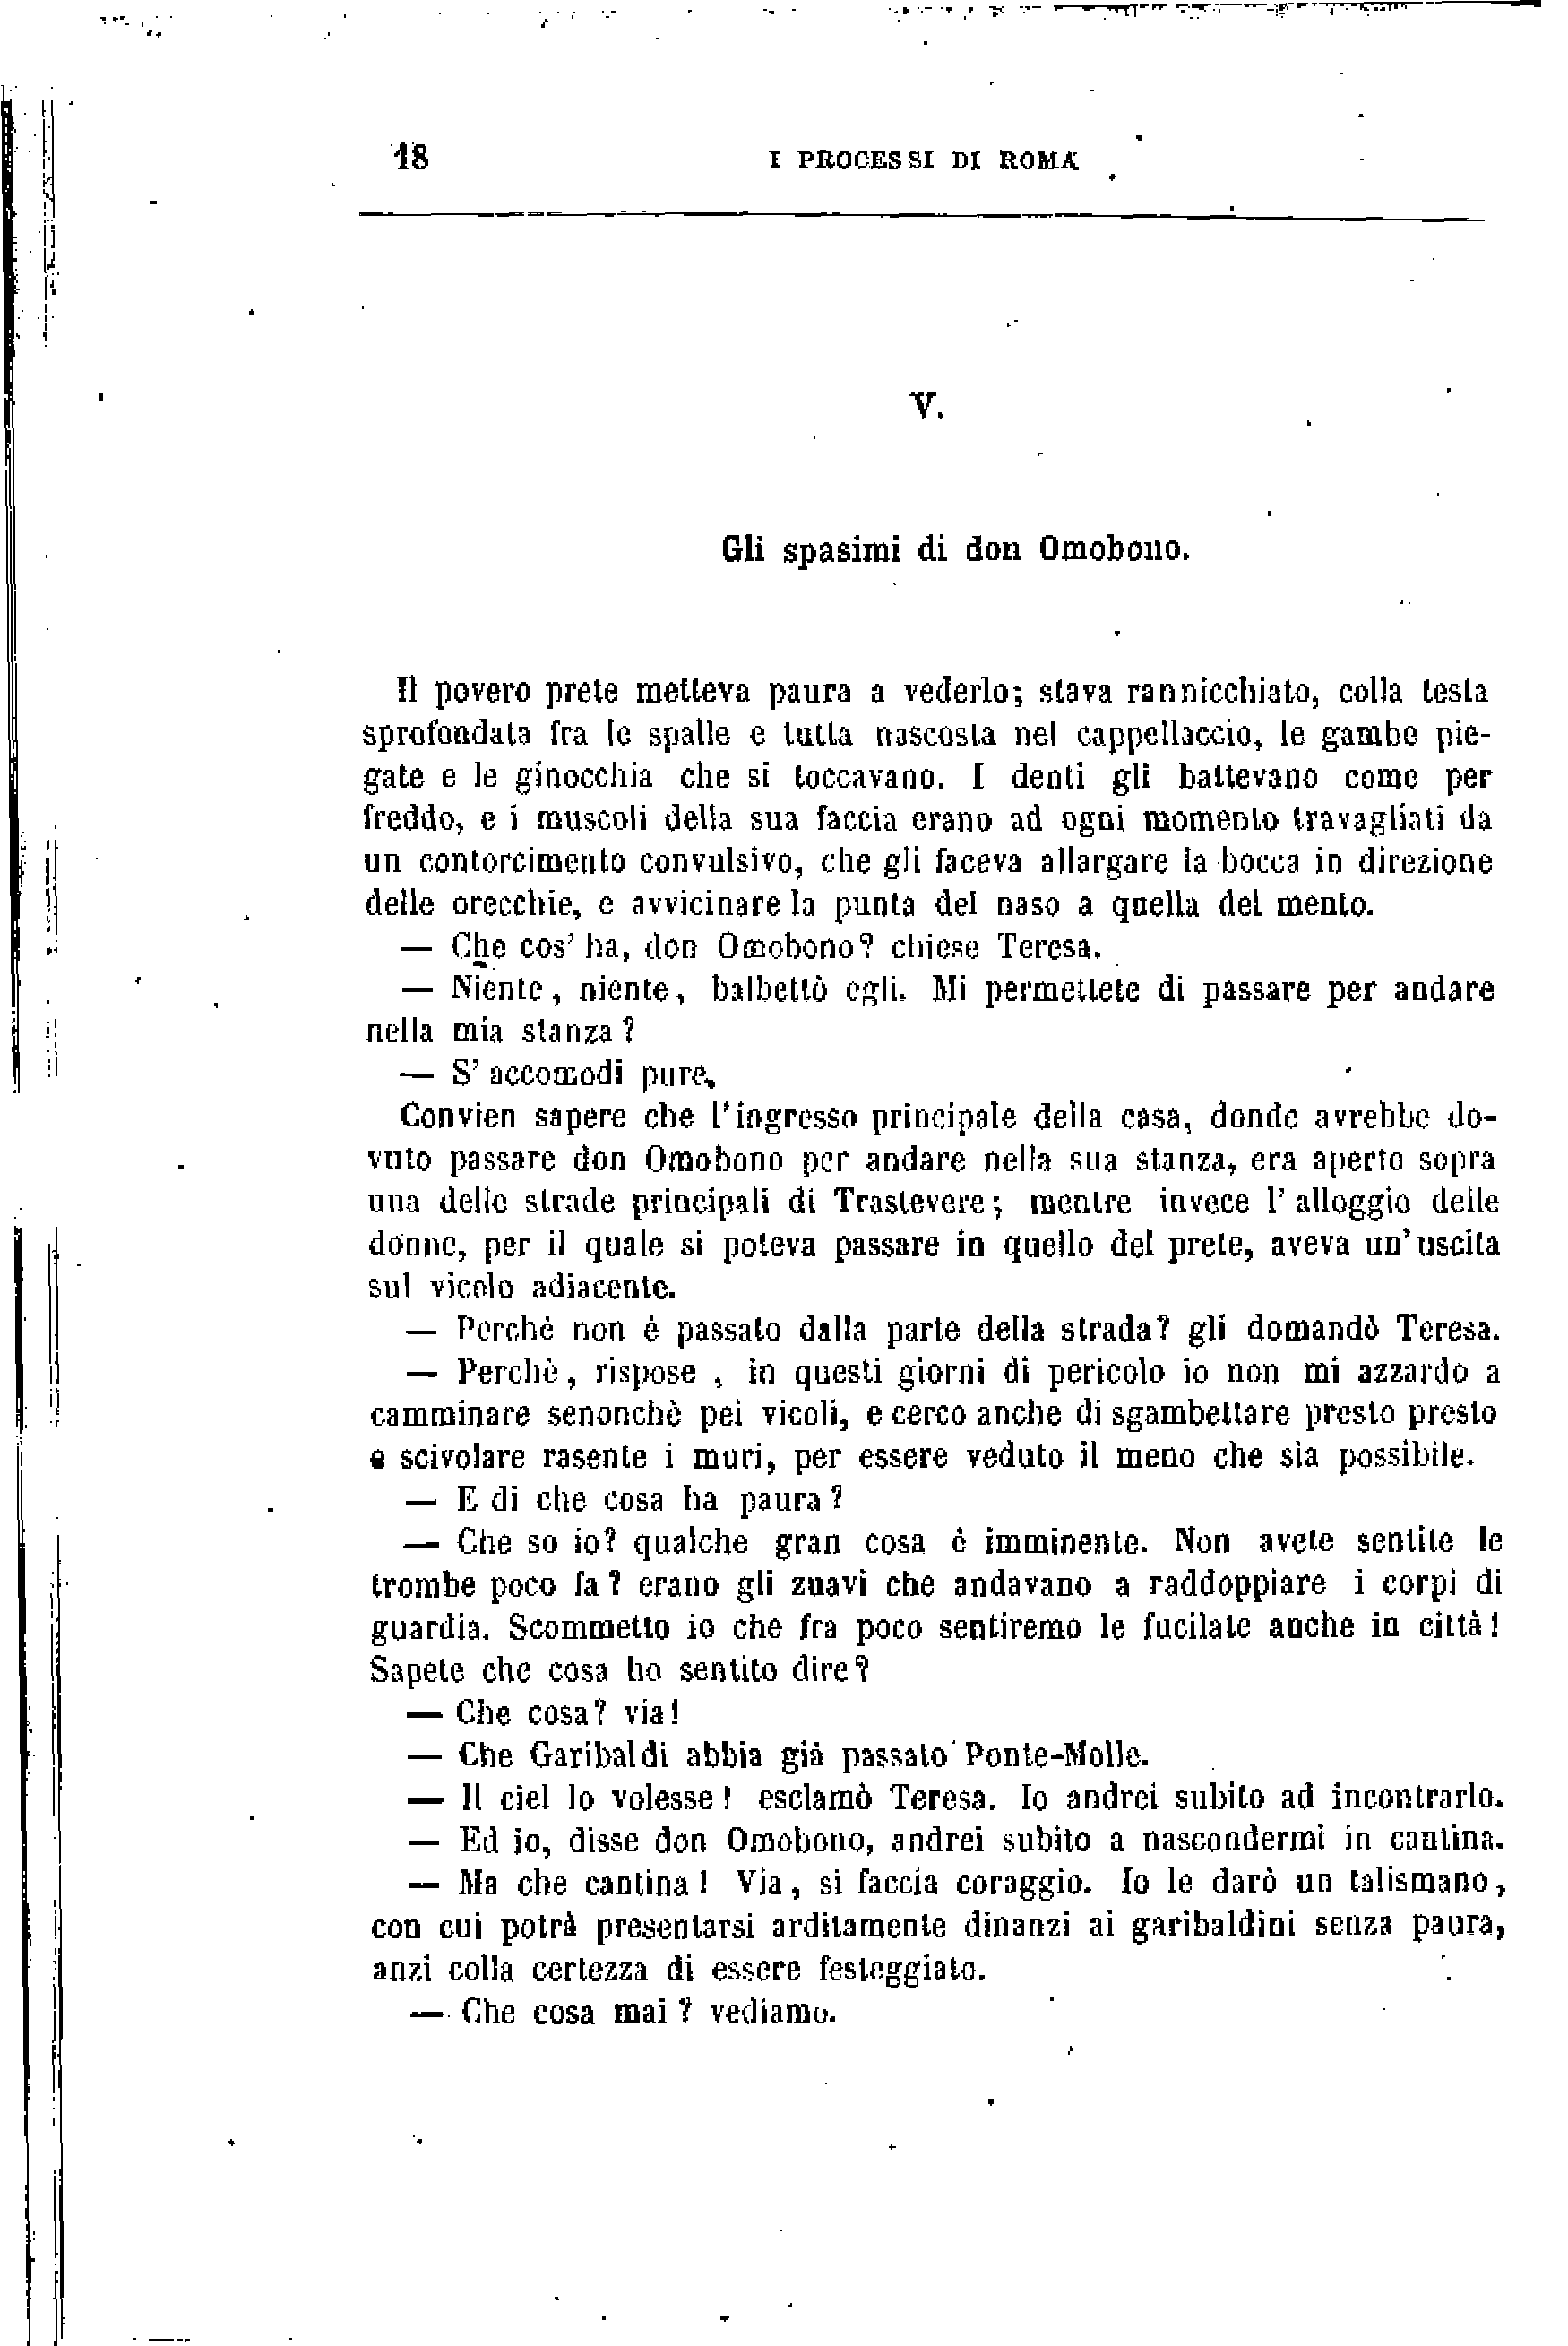 18 I PROCESSI DI ROMA
V.
Gli spasimi di don Omobono.
Il povero prete metteva paura a vederlo; stava rannicchiato, colla testa
sprofondata fra le spalle e tutta nascosta nel cappellaccio, le gambe pie-
gate e le ginocchia che si toccavano. I denti gli battevano come per
freddo, e i muscoli della sua faccia erano ad ogni momento travagliati da
un contorcimento convulsivo, che gli faceva allargare la bocca in direzione
delle orecchie, e avvicinare la punta del naso a quella del mento.
— Che cos' ha, don Omobono? chiese Teresa.
— Niente, niente, balbettò egli. Mi permettete di passare per andare
nella mia stanza?
— S' accomodi pure.
Convien sapere che l'ingresso principale della casa, donde avrebbe do-
vuto passare don Omobono per andare nella sua stanza, era aperto sopra
una delle strade principali di Trastevere; mentre invece l' alloggio delle
donne, per il quale si poteva passare in quello del prete, aveva un' uscita
sul vicolo adiacente.
— Perchè non è passato dalla parte della strada? gli domandò Teresa.
— Perchè, rispose, in questi giorni di pericolo io non mi azzardo a
camminare senonchè pei vicoli, e cerco anche di sgambettare presto presto
e scivolare rasente i muri, per essere veduto il meno che sia possibile.
— E di che cosa ha paura?
— Che so io? qualche gran cosa è imminente. Non avete sentite le
trombe poco fa? erano gli zuavi che andavano a raddoppiare i corpi di
guardia. Scommetto io che fra poco sentiremo le fucilate anche in città!
Sapete che cosa ho sentito dire?
— Che cosa? via!
— Che Garibaldi abbia già passato Ponte-Molle.
— Il ciel lo volesse! esclamò Teresa. Io andrei subito ad incontrarlo.
— Ed io, disse don Omobono, andrei subito a nascondermi in cantina.
— Ma che cantina! Via, si faccia coraggio. Io le darò un talismano,
con cui potrà presentarsi arditamente dinanzi ai garibaldini senza paura,
anzi colla certezza di essere festeggiato.
— Che cosa mai? vediamo.